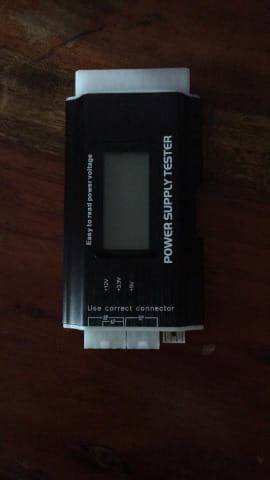 Easy to read power voltage
POWER SUPPLY TESTER
+12V
+3.3V
+5V
Use correct connector